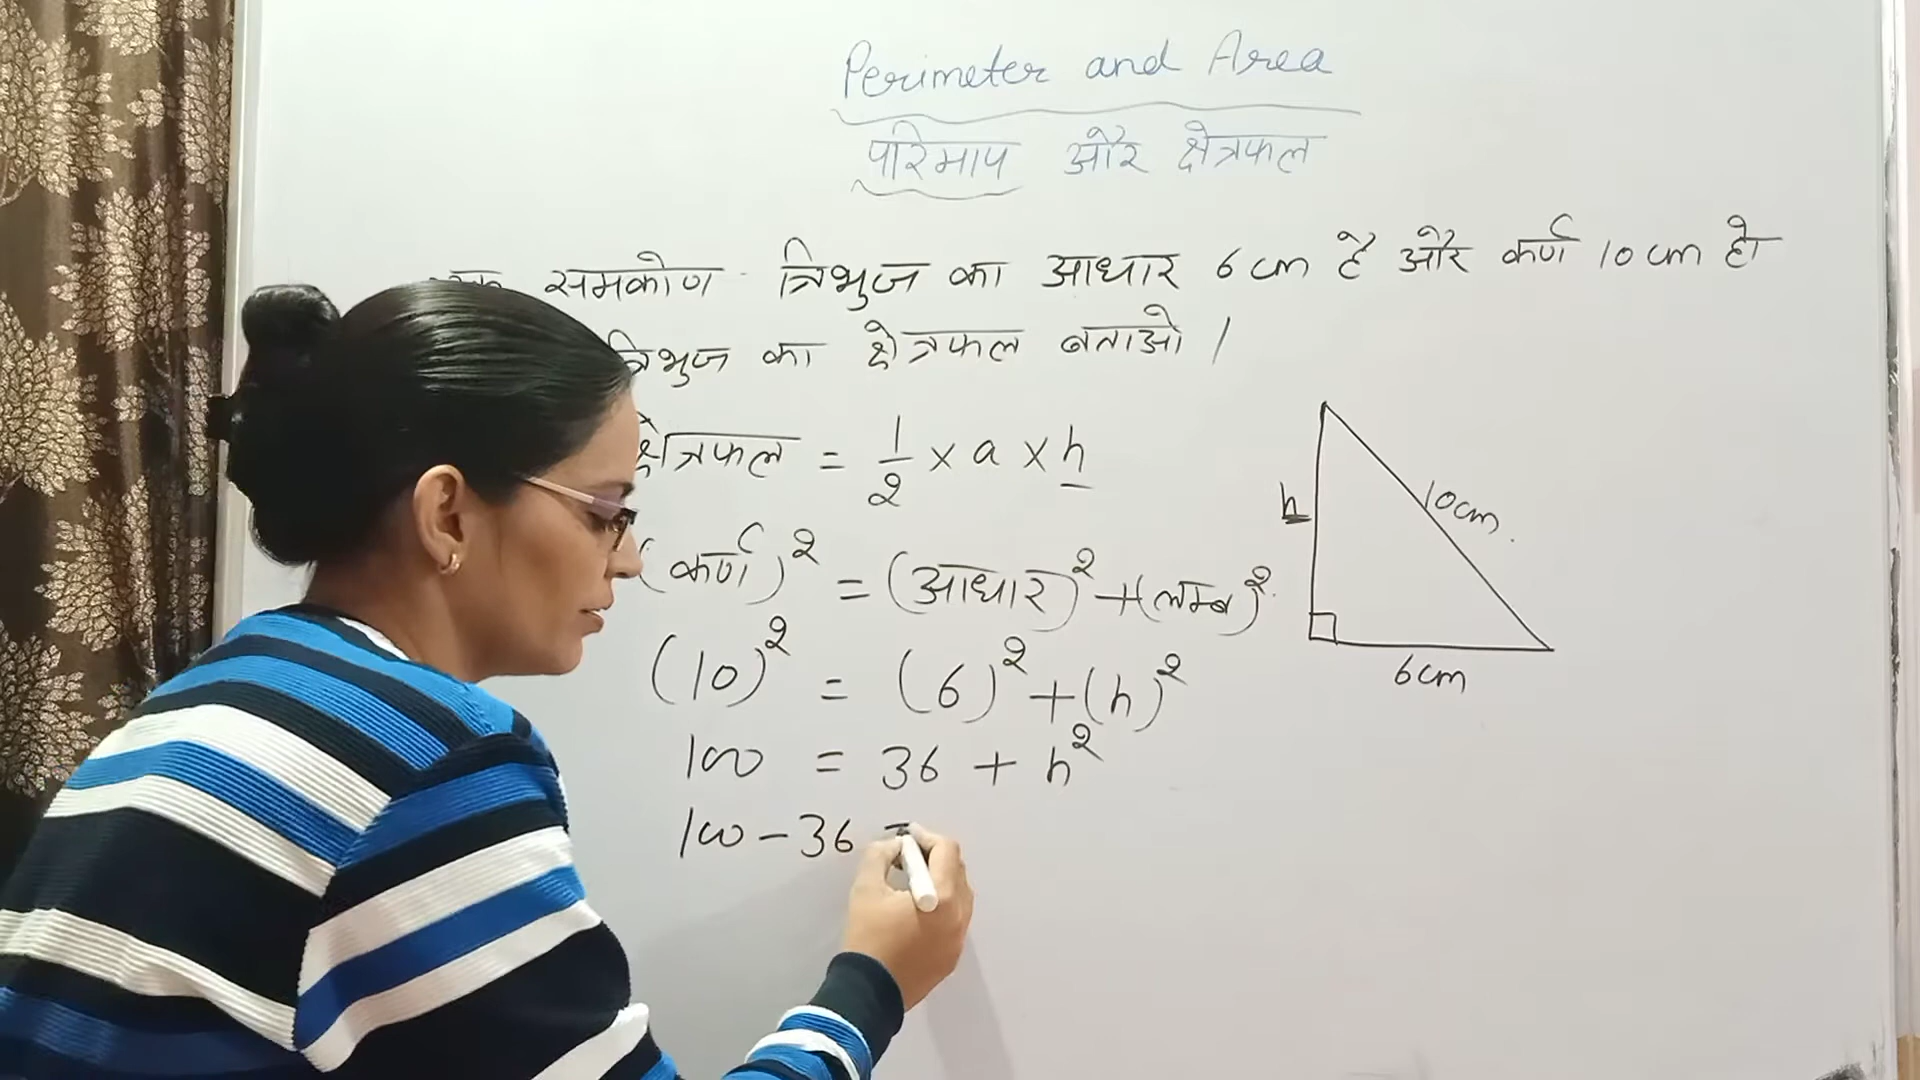 Perimeter and Area
परिमाप और क्षेत्रफल
समकोण त्रिभुज का आधार 6 cm है और कर्ण 10 cm हो
त्रिभुज का क्षेत्रफल बताओ |
क्षेत्रफल = 1/2 × a × h
(कर्ण)² = (आधार)² + (लम्ब)²
(10)² = (6)² + (h)²
100 = 36 + h²
100 - 36 =
h
10cm
6cm